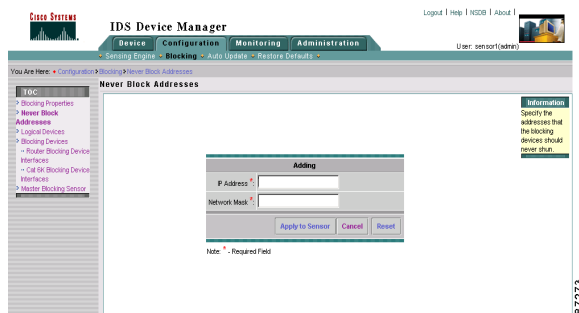 CISCO SYSTEMS
IDS Device Manager
Logout | Help | NSDB | About |
Device Configuration Monitoring Administration
User: sensor1(admin)
Sensing Engine Blocking Auto Update Restore Defaults
You Are Here: Configuration > Blocking > Never Block Addresses
TOC
> Blocking Properties
> Never Block
Addresses
> Logical Devices
> Blocking Devices
-- Router Blocking Device
Interfaces
-- Cat 6K Blocking Device
Interfaces
> Master Blocking Sensor
Never Block Addresses
Adding
IP Address *:
Network Mask *:
Apply to Sensor Cancel Reset
Note: * - Required Field
Information
Specify the
addresses that
the blocking
devices should
never shun.
87273